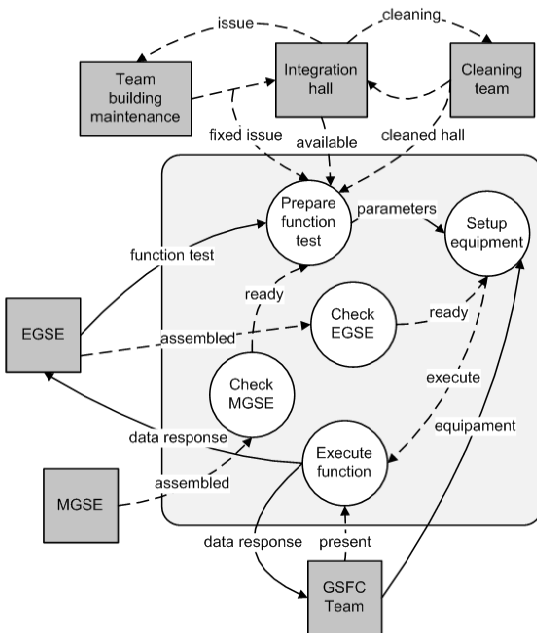 issue
cleaning
Team
building
maintenance
Integration
hall
Cleaning
team
fixed issue
available
cleaned hall
Prepare
function
test
parameters
Setup
equipment
function test
ready
EGSE
assembled
Check
EGSE
ready
Check
MGSE
execute
data response
equipament
Execute
function
MGSE
assembled
data response
present
GSFC
Team